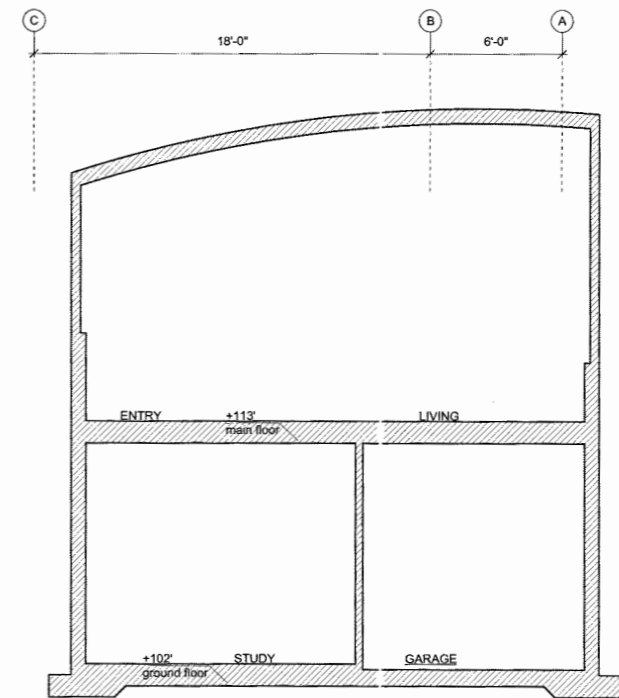 C B A
18'-0" 6'-0"
ENTRY +113' LIVING
main floor
+102' STUDY GARAGE
ground floor